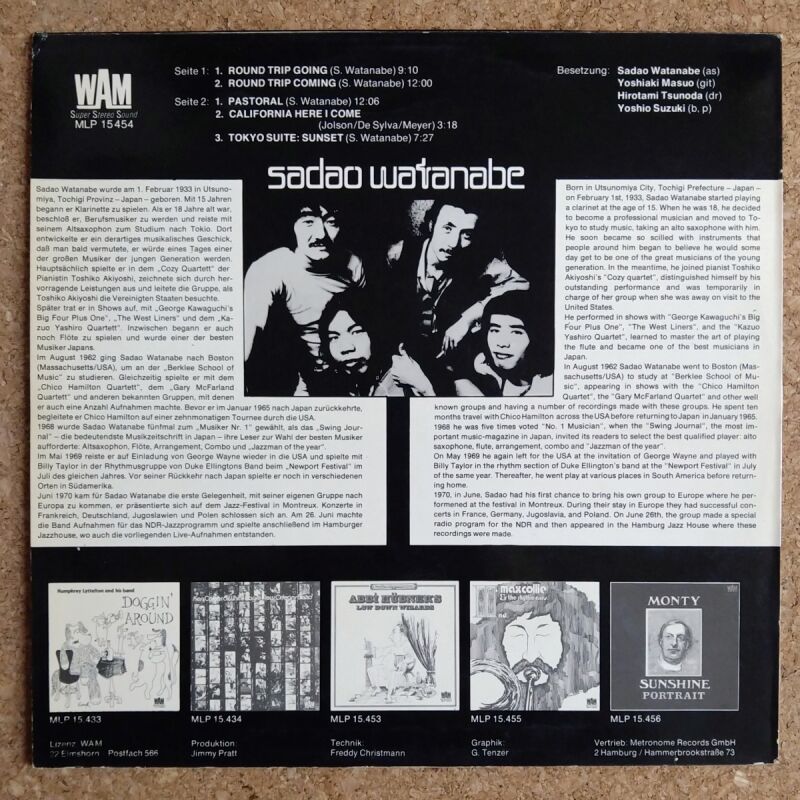 WAM
Super Stereo Sound
MLP 15454
Seite 1: 1. ROUND TRIP GOING (S. Watanabe) 9:10
2. ROUND TRIP COMING (S. Watanabe) 12:00
Seite 2: 1. PASTORAL (S. Watanabe) 12:06
2. CALIFORNIA HERE I COME
(Jolson/De Sylva/Meyer) 3:18
3. TOKYO SUITE: SUNSET (S. Watanabe) 7:27
Besetzung: Sadao Watanabe (as)
Yoshiaki Masuo (git)
Hirotami Tsunoda (dr)
Yoshio Suzuki (b, p)
sadao watanabe
Sadao Watanabe wurde am 1. Februar 1933 in Utsuno-
miya, Tochigi Provinz – Japan – geboren. Mit 15 Jahren
begann er Klarinette zu spielen. Als er 18 Jahre alt war,
beschloß er, Berufsmusiker zu werden und reiste mit
seinem Altsaxophon zum Studium nach Tokio. Dort
entwickelte er ein derartiges musikalisches Geschick,
daß man bald vermutete, er würde eines Tages einer
der großen Musiker der jungen Generation werden.
Hauptsächlich spielte er in dem „Cozy Quartett" der
Pianistin Toshiko Akiyoshi, zeichnete sich durch her-
vorragende Leistungen aus und leitete die Gruppe, als
Toshiko Akiyoshi die Vereinigten Staaten besuchte.
Später trat er in Shows auf, mit „George Kawaguchi's
Big Four Plus One", „The West Liners" und dem „Ka-
zuo Yashiro Quartett". Inzwischen begann er auch
noch Flöte zu spielen und wurde einer der besten
Musiker Japans.
Im August 1962 ging Sadao Watanabe nach Boston
(Massachusetts/USA), um an der „Berklee School of
Music" zu studieren. Gleichzeitig spielte er mit dem
„Chico Hamilton Quartett", dem „Gary McFarland
Quartett" und anderen bekannten Gruppen, mit denen
er auch eine Anzahl Aufnahmen machte. Bevor er im Januar 1965 nach Japan zurückkehrte,
begleitete er Chico Hamilton auf einer zehnmonatigen Tournee durch die USA.
1968 wurde Sadao Watanabe fünfmal zum „Musiker Nr. 1" gewählt, als das „Swing Jour-
nal" – die bedeutendste Musikzeitschrift in Japan – ihre Leser zur Wahl der besten Musiker
aufforderte: Altsaxophon, Flöte, Arrangement, Combo und „Jazzman of the year".
Im Mai 1969 reiste er auf Einladung von George Wayne wieder in die USA und spielte mit
Billy Taylor in der Rhythmusgruppe von Duke Ellingtons Band beim „Newport Festival" im
Juli des gleichen Jahres. Vor seiner Rückkehr nach Japan spielte er noch in verschiedenen
Orten in Südamerika.
Juni 1970 kam für Sadao Watanabe die erste Gelegenheit, mit seiner eigenen Gruppe nach
Europa zu kommen, er präsentierte sich auf dem Jazz-Festival in Montreux. Konzerte in
Frankreich, Deutschland, Jugoslawien und Polen schlossen sich an. Am 26. Juni machte
die Band Aufnahmen für das NDR-Jazzprogramm und spielte anschließend im Hamburger
Jazzhouse, wo auch die vorliegenden Live-Aufnahmen entstanden.
Born in Utsunomiya City, Tochigi Prefecture – Japan –
on February 1st, 1933, Sadao Watanabe started playing
a clarinet at the age of 15. When he was 18, he decided
to become a professional musician and moved to To-
kyo to study music, taking an alto saxophone with him.
He soon became so scilled with instruments that
people around him began to believe he would some
day get to be one of the great musicians of the young
generation. In the meantime, he joined pianist Toshiko
Akiyoshi's "Cozy quartet", distinguished himself by his
outstanding performance and was temporarily in
charge of her group when she was away on visit to the
United States.
He performed in shows with "George Kawaguchi's Big
Four Plus One", "The West Liners", and the "Kazuo
Yashiro Quartet", learned to master the art of playing
the flute and became one of the best musicians in
Japan.
In August 1962 Sadao Watanabe went to Boston (Mas-
sachusetts/USA) to study at "Berklee School of Mu-
sic", appearing in shows with the "Chico Hamilton
Quartet", the "Gary McFarland Quartet" and other well
known groups and having a number of recordings made with these groups. He spent ten
months travel with Chico Hamilton across the USA before returning to Japan in January 1965.
1968 he was five times voted "No. 1 Musician", when the "Swing Journal", the most im-
portant music-magazine in Japan, invited its readers to select the best qualified player: alto
saxophone, flute, arrangement, combo and "Jazzman of the year".
On May 1969 he again left for the USA at the invitation of George Wayne and played with
Billy Taylor in the rhythm section of Duke Ellington's band at the "Newport Festival" in July
of the same year. Thereafter, he went play at various places in South America before return-
ing home.
1970, in June, Sadao had his first chance to bring his own group to Europe where he per-
formed at the festival in Montreux. During their stay in Europe they had successful con-
certs in France, Germany, Jugoslavia, and Poland. On June 26th, the group made a special
radio program for the NDR and then appeared in the Hamburg Jazz House where these
recordings were made.
Humphrey Lyttelton and his band
DOGGIN'
AROUND
WAM
ABBI HÜBNER'S
LOW DOWN WIZARDS
WAM
max collie
& the rhythm aces
WAM
MONTY
SUNSHINE
PORTRAIT
MLP 15.433
MLP 15.434
MLP 15.453
MLP 15.455
MLP 15.456
Lizenz: WAM
22 Elmshorn Postfach 566
Produktion:
Jimmy Pratt
Technik:
Freddy Christmann
Graphik:
G. Tenzer
Vertrieb: Metronome Records GmbH
2 Hamburg / Hammerbrookstraße 73